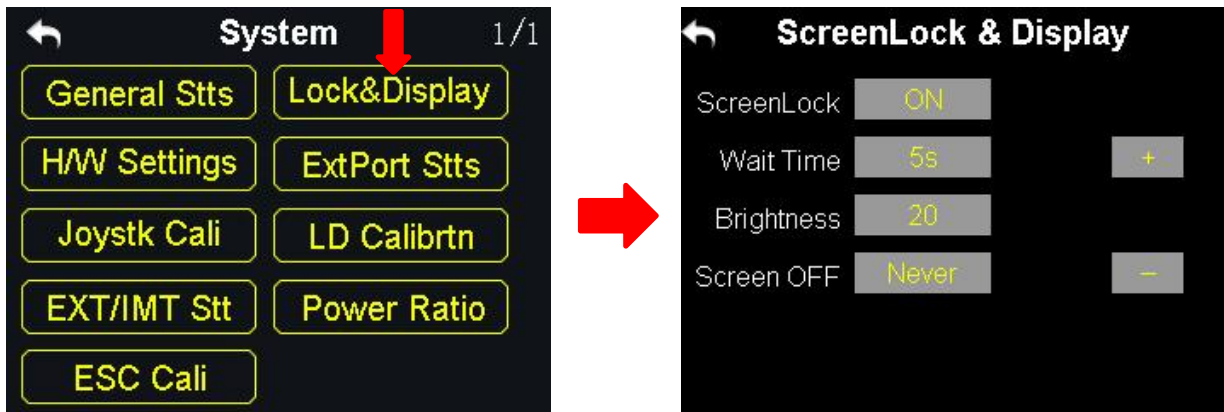 System 1/1
General Stts Lock&Display
H/W Settings ExtPort Stts
Joystk Cali LD Calibrtn
EXT/IMT Stt Power Ratio
ESC Cali
ScreenLock & Display
ScreenLock ON
Wait Time 5s +
Brightness 20
Screen OFF Never −